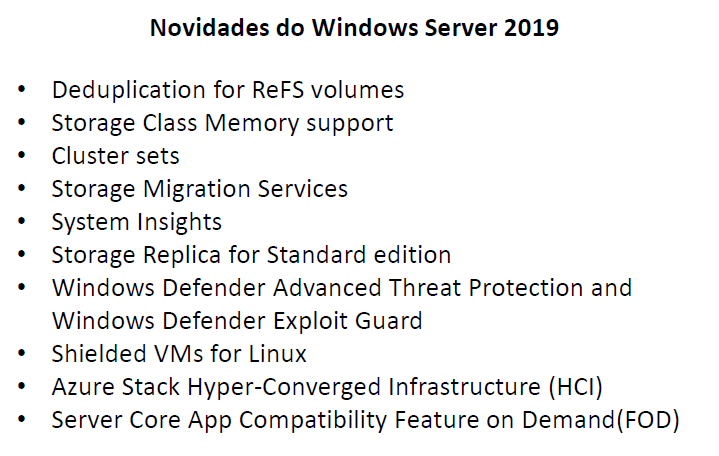 Novidades do Windows Server 2019
• Deduplication for ReFS volumes
• Storage Class Memory support
• Cluster sets
• Storage Migration Services
• System Insights
• Storage Replica for Standard edition
• Windows Defender Advanced Threat Protection and
Windows Defender Exploit Guard
• Shielded VMs for Linux
• Azure Stack Hyper-Converged Infrastructure (HCI)
• Server Core App Compatibility Feature on Demand(FOD)